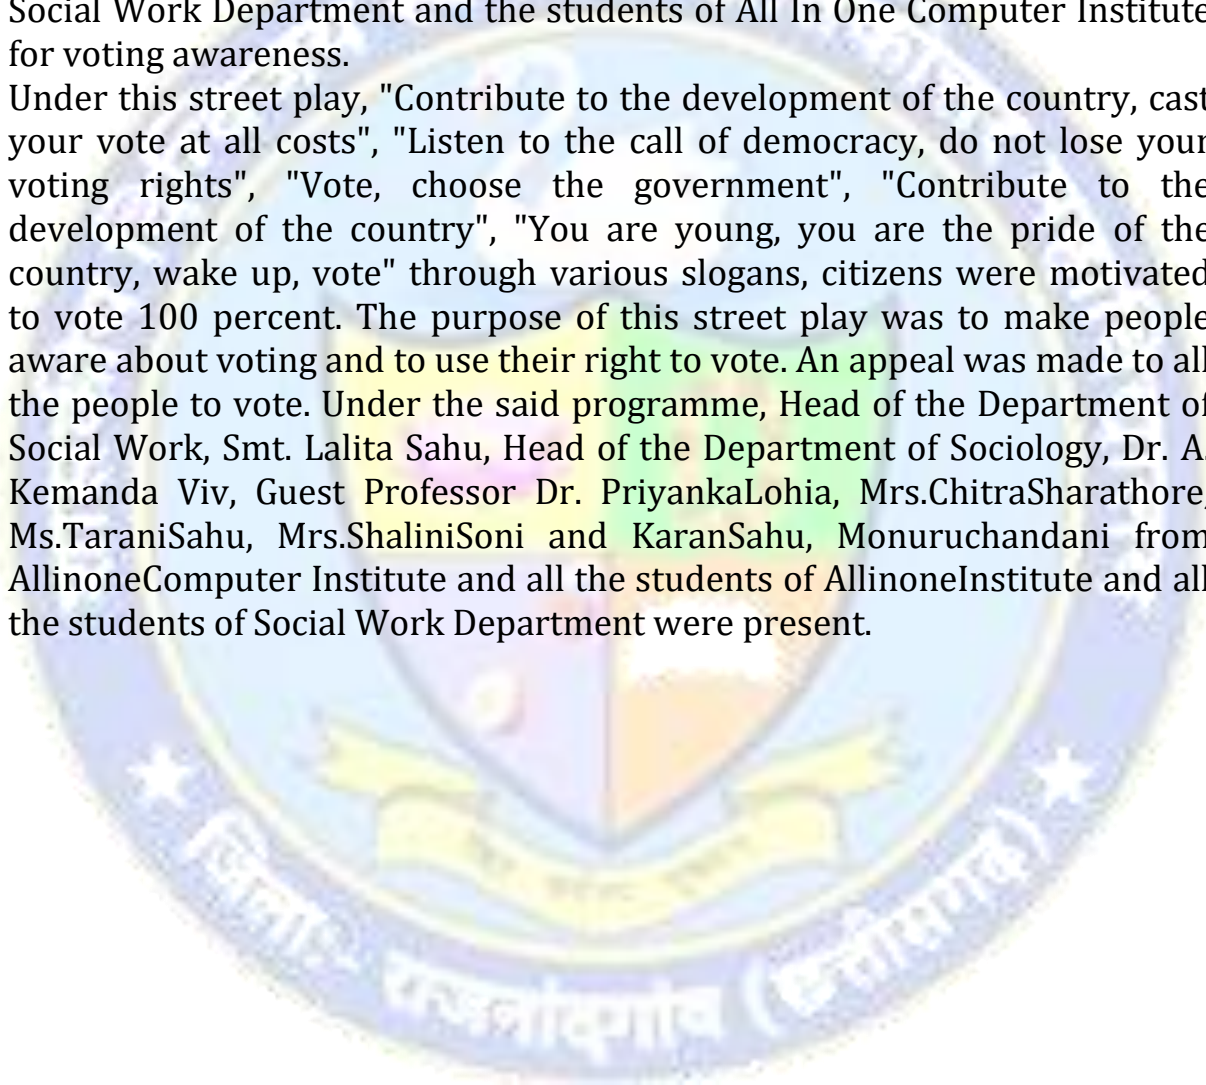 Social Work Department and the students of All In One Computer Institute
for voting awareness.
Under this street play, "Contribute to the development of the country, cast
your vote at all costs", "Listen to the call of democracy, do not lose your
voting rights", "Vote, choose the government", "Contribute to the
development of the country", "You are young, you are the pride of the
country, wake up, vote" through various slogans, citizens were motivated
to vote 100 percent. The purpose of this street play was to make people
aware about voting and to use their right to vote. An appeal was made to all
the people to vote. Under the said programme, Head of the Department of
Social Work, Smt. Lalita Sahu, Head of the Department of Sociology, Dr. A.
Kemanda Viv, Guest Professor Dr. PriyankaLohia, Mrs.ChitraSharathore,
Ms.TaraniSahu, Mrs.ShaliniSoni and KaranSahu, Monuruchandani from
AllinoneComputer Institute and all the students of AllinoneInstitute and all
the students of Social Work Department were present.
जिला:- राजनांदगांव (छत्तीसगढ़)